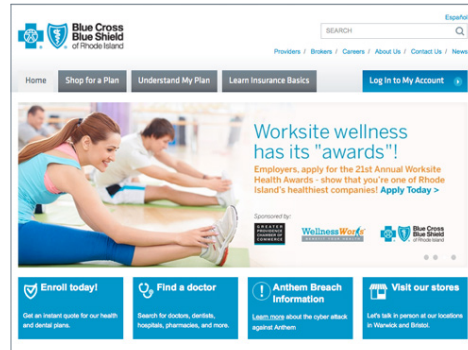 Español
Blue Cross
Blue Shield
of Rhode Island
SEARCH
Providers / Brokers / Careers / About Us / Contact Us / News
Home
Shop for a Plan
Understand My Plan
Learn Insurance Basics
Log In to My Account
Worksite wellness
has its "awards"!
Employers, apply for the 21st Annual Worksite
Health Awards - show that you're one of Rhode
Island's healthiest companies! Apply Today >
Sponsored by:
GREATER
PROVIDENCE
CHAMBER OF
COMMERCE
WellnessWorks
BENEFIT YOUR HEALTH
Blue Cross
Blue Shield
of Rhode Island
Enroll today!
Get an instant quote for our health
and dental plans.
Find a doctor
Search for doctors, dentists,
hospitals, pharmacies, and more.
Anthem Breach
Information
Learn more about the cyber attack
against Anthem
Visit our stores
Let's talk in person at our locations
in Warwick and Bristol.